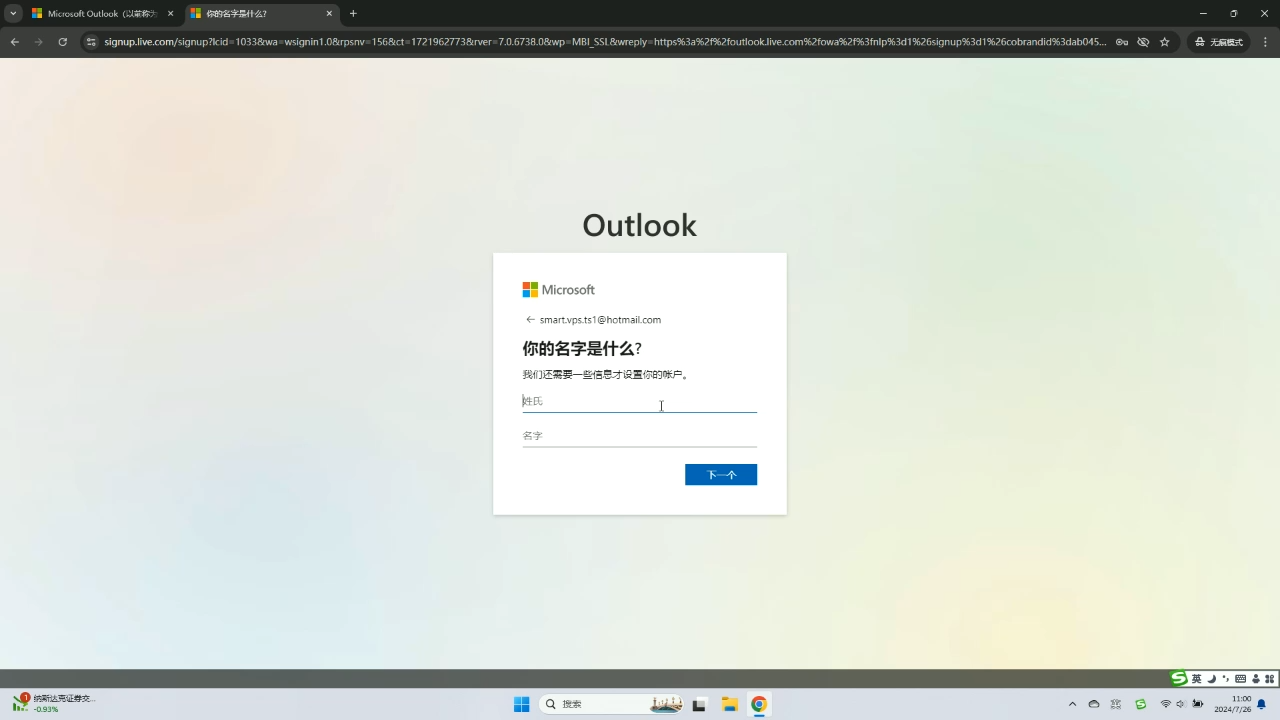 Microsoft Outlook (以前称为
你的名字是什么?
signup.live.com/signup?lcid=1033&wa=wsignin1.0&rpsnv=156&ct=1721962773&rver=7.0.6738.0&wp=MBI_SSL&wreply=https%3a%2f%2foutlook.live.com%2fowa%2f%3fnlp%3d1%26signup%3d1%26cobrandid%3dab045...
无痕模式
Outlook
Microsoft
smart.vps.ts1@hotmail.com
你的名字是什么?
我们还需要一些信息才设置你的帐户。
姓氏
名字
下一个
英
1
纳斯达克证券交...
-0.93%
搜索
11:00
2024/7/26